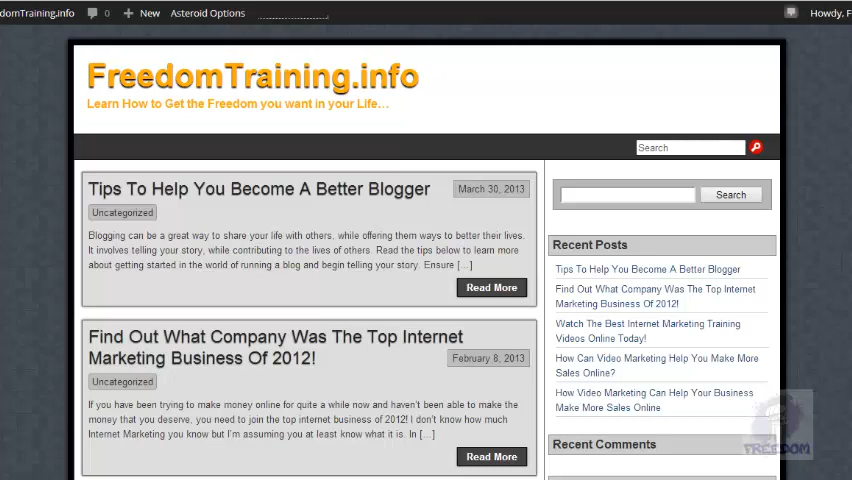 domTraining.info 0 New Asteroid Options Howdy, F
FreedomTraining.info
Learn How to Get the Freedom you want in your Life...
Search
Tips To Help You Become A Better Blogger
March 30, 2013
Uncategorized
Blogging can be a great way to share your life with others, while offering them ways to better their lives.
It involves telling your story, while contributing to the lives of others. Read the tips below to learn more
about getting started in the world of running a blog and begin telling your story. Ensure [...]
Read More
Find Out What Company Was The Top Internet
Marketing Business Of 2012!
February 8, 2013
Uncategorized
If you have been trying to make money online for quite a while now and haven't been able to make the
money that you deserve, you need to join the top internet business of 2012! I don't know how much
Internet Marketing you know but I'm assuming you at least know what it is. In [...]
Read More
Search
Recent Posts
Tips To Help You Become A Better Blogger
Find Out What Company Was The Top Internet
Marketing Business Of 2012!
Watch The Best Internet Marketing Training
Videos Online Today!
How Can Video Marketing Help You Make More
Sales Online?
How Video Marketing Can Help Your Business
Make More Sales Online
Recent Comments
FREEDOM